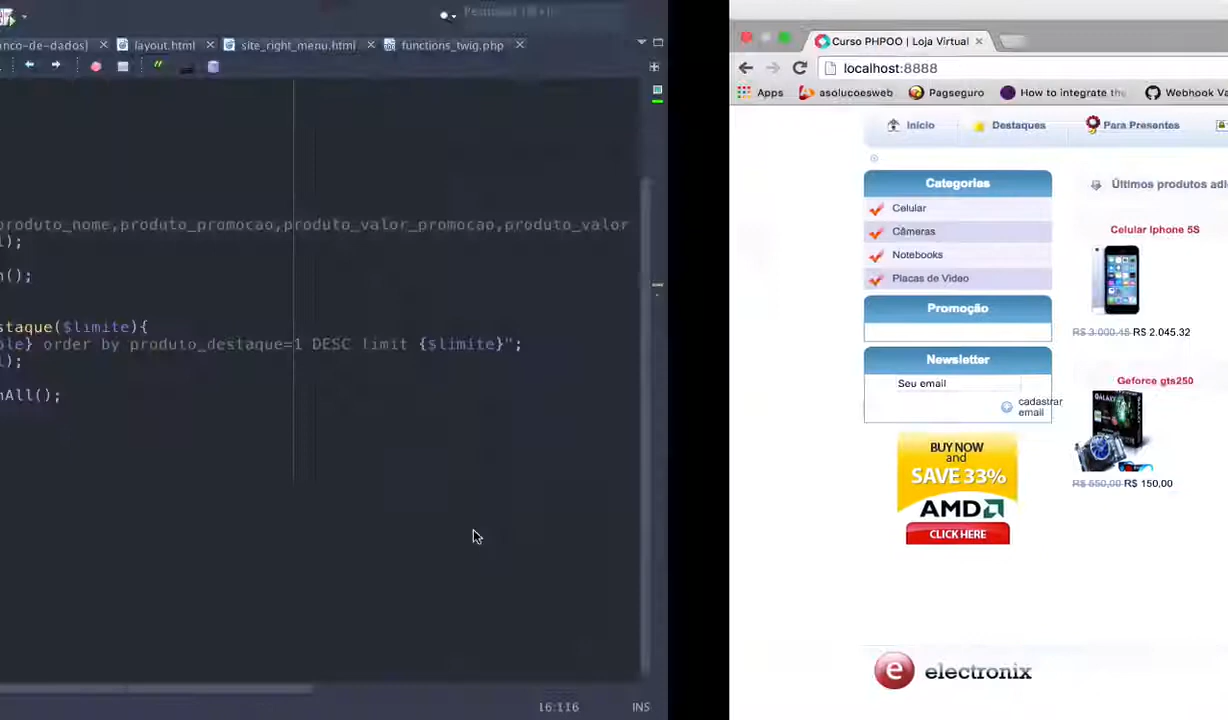 anco-de-dados)
layout.html
site_right_menu.html
functions_twig.php
produto_nome,produto_promocao,produto_valor_promocao,produto_valor
);
();
staque($limite){
le} order by produto_destaque=1 DESC limit {$limite}";
);
hAll();
16:116
INS
Curso PHPOO | Loja Virtual
localhost:8888
Apps
asolucoesweb
Pagseguro
How to integrate the
Webhook Va
Inicio
Destaques
Para Presentes
Categorias
Celular
Câmeras
Notebooks
Placas de Video
Promoção
Newsletter
Seu email
cadastrar
email
BUY NOW
and
SAVE 33%
AMD
CLICK HERE
Últimos produtos adi
Celular Iphone 5S
R$ 3.000.45 R$ 2.045.32
Geforce gts250
GALAXY
R$ 550,00 R$ 150,00
e electronix